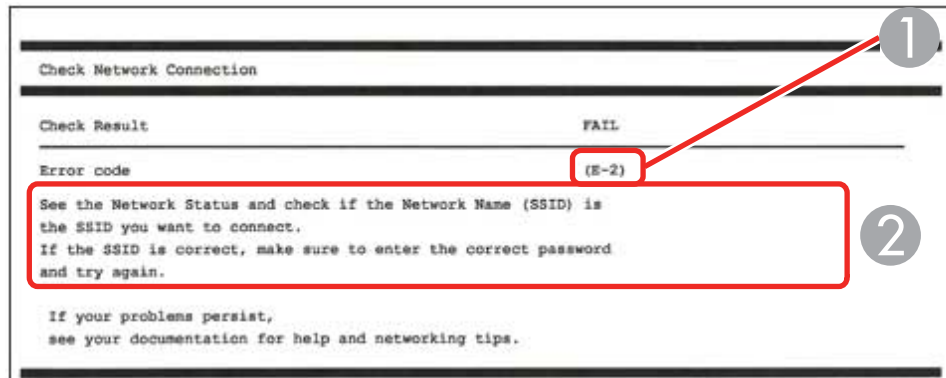 1
Check Network Connection
Check Result FAIL
Error code (E-2)
See the Network Status and check if the Network Name (SSID) is
the SSID you want to connect.
If the SSID is correct, make sure to enter the correct password
and try again.
2
If your problems persist,
see your documentation for help and networking tips.